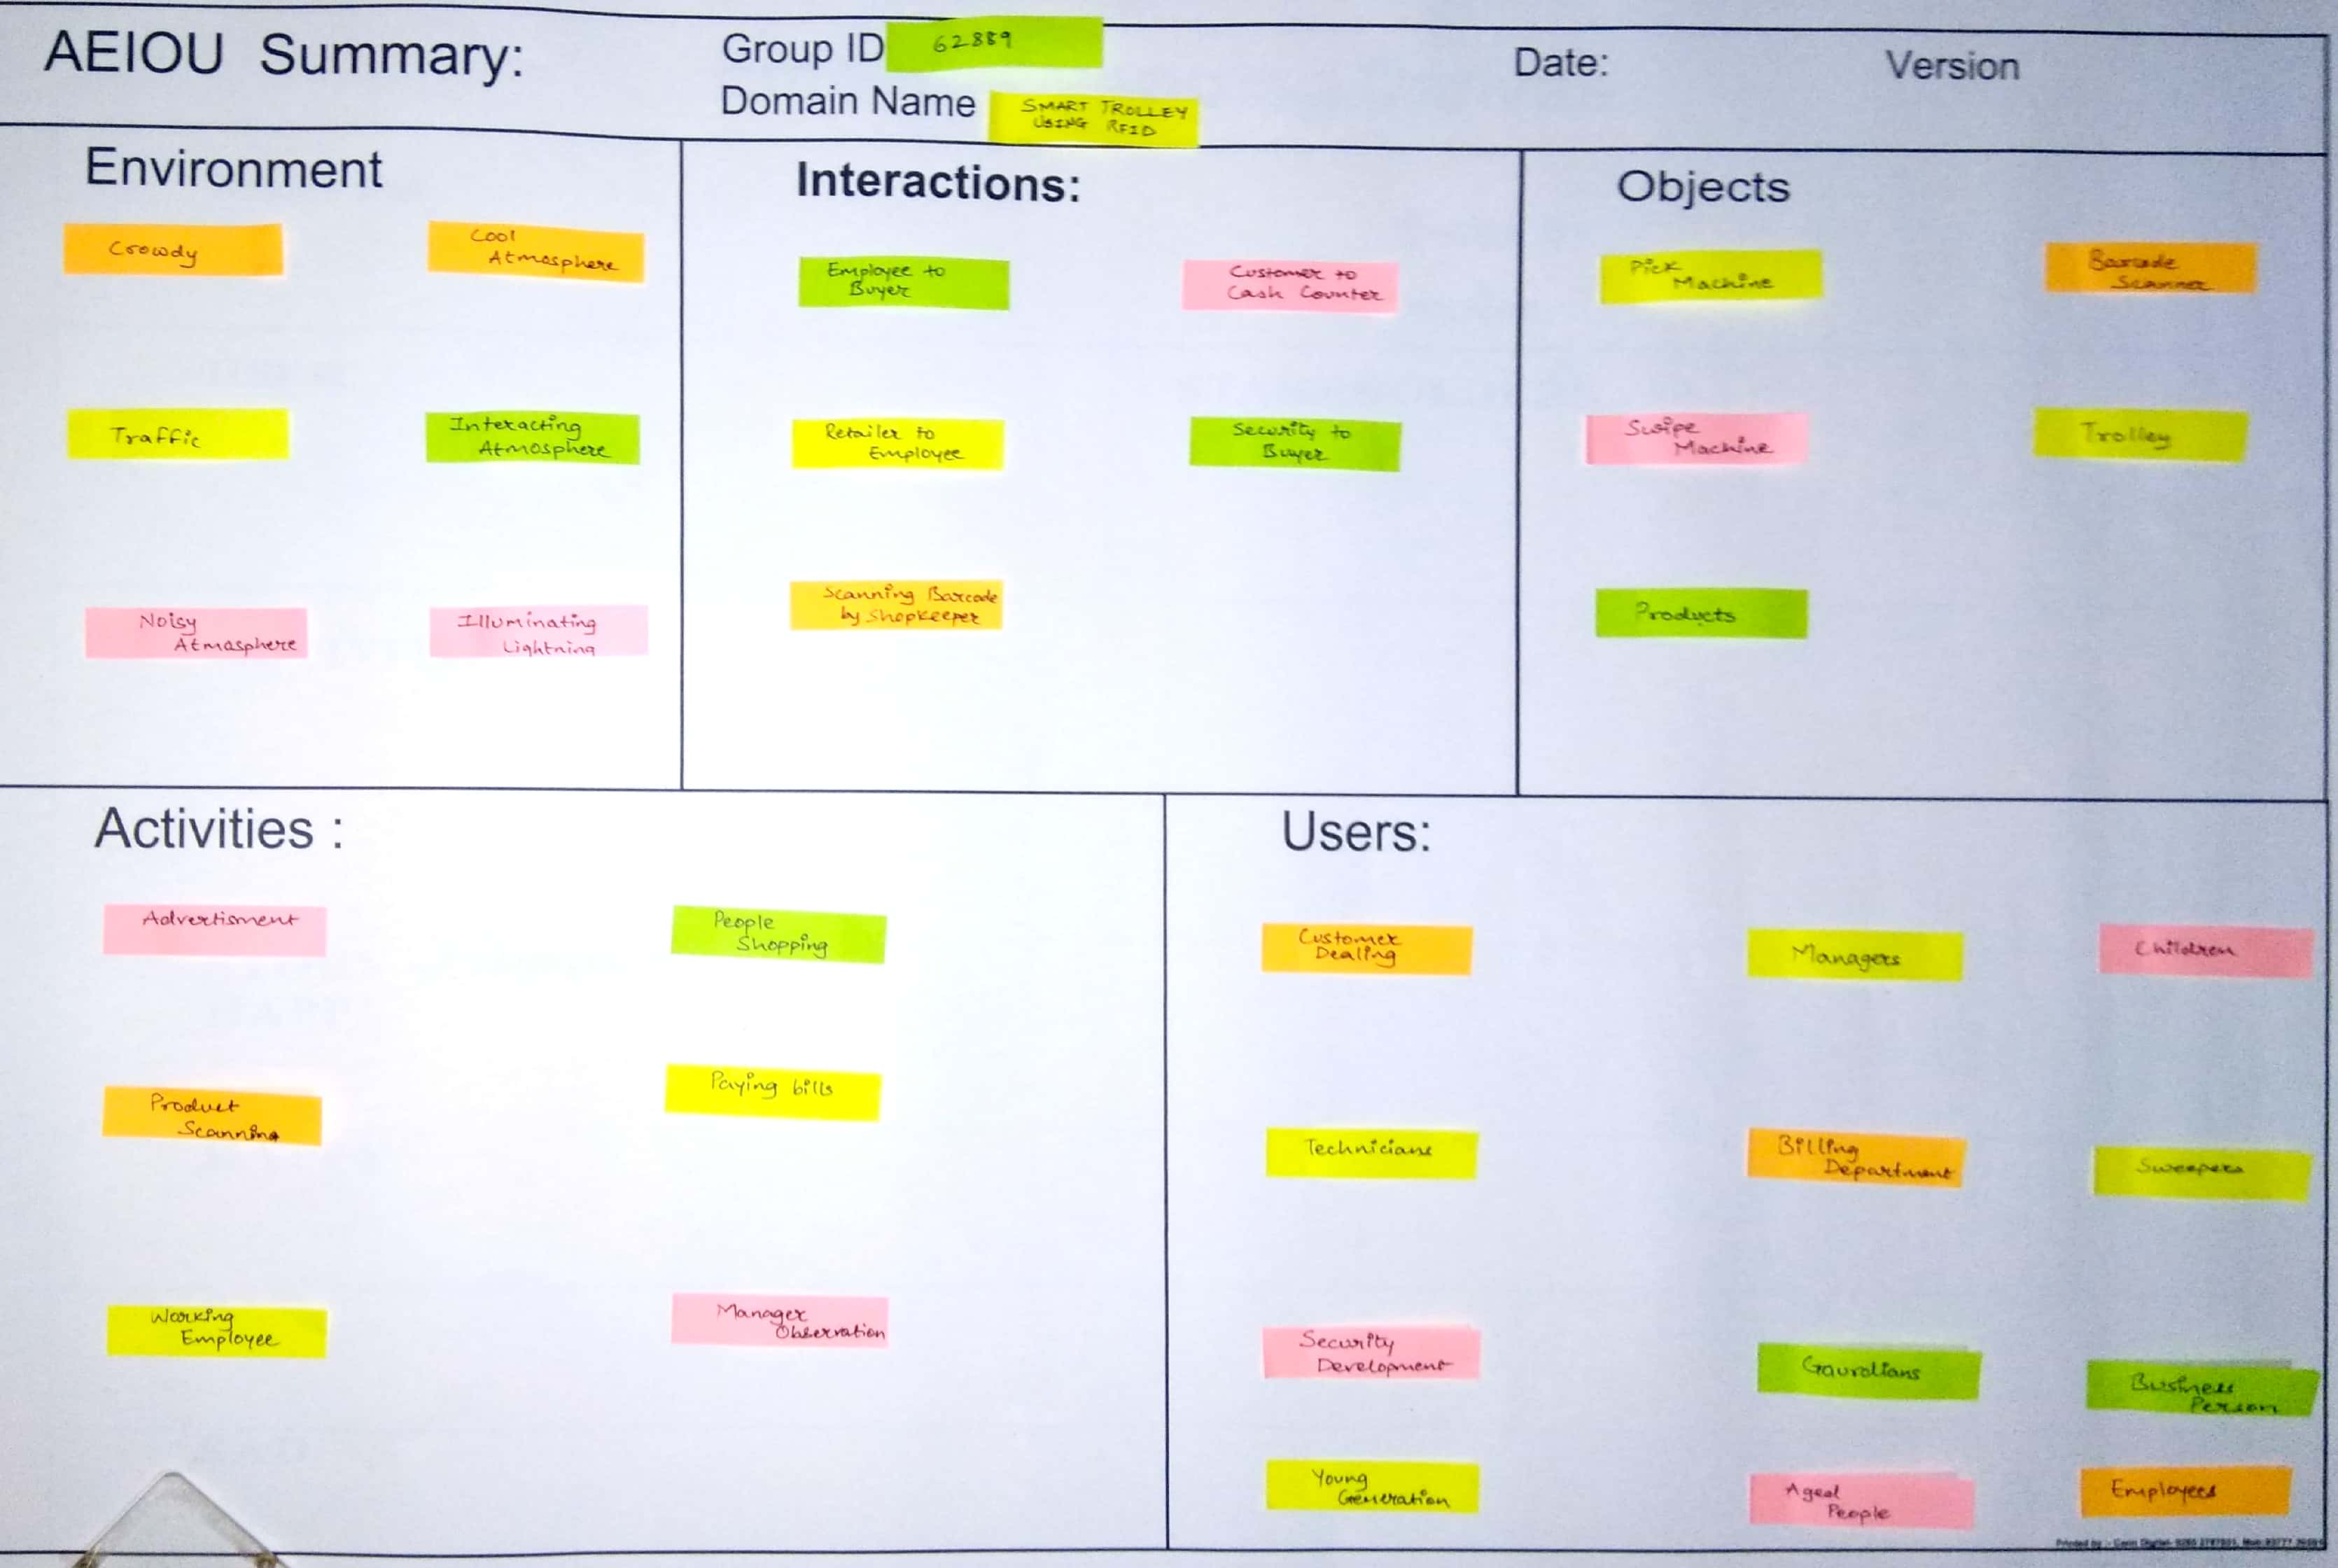 AEIOU Summary:
Group ID 62889
Domain Name SMART TROLLEY
USING RFID
Date:
Version
Environment
Crowdy
Cool
Atmosphere
Traffic
Interacting
Atmosphere
Noisy
Atmosphere
Illuminating
Lightning
Interactions:
Employee to
Buyer
Customer to
Cash Counter
Retailer to
Employee
Security to
Buyer
Scanning Barcode
by Shopkeeper
Objects
Pick
Machine
Barcode
Scanner
Swipe
Machine
Trolley
Products
Activities :
Advertisment
People
Shopping
Product
Scanning
Paying bills
Working
Employee
Manager
Observation
Users:
Customer
Dealing
Managers
Children
Technicians
Billing
Department
Sweepers
Security
Development
Gaurdians
Business
Person
Young
Generation
Aged
People
Employees
Printed by :-